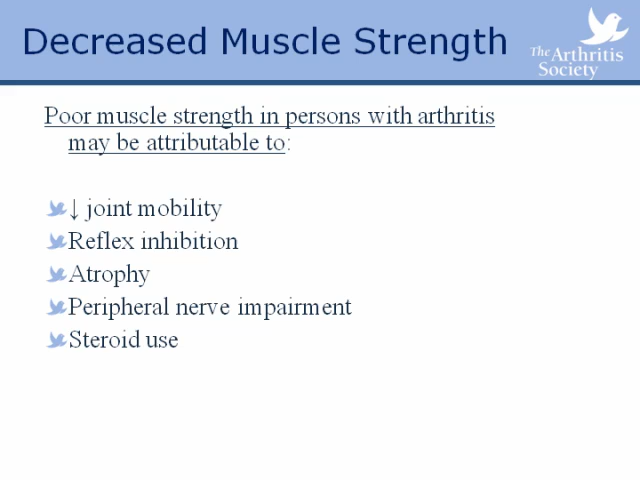 Decreased Muscle Strength
The Arthritis
Society
Poor muscle strength in persons with arthritis
may be attributable to:
↓ joint mobility
Reflex inhibition
Atrophy
Peripheral nerve impairment
Steroid use